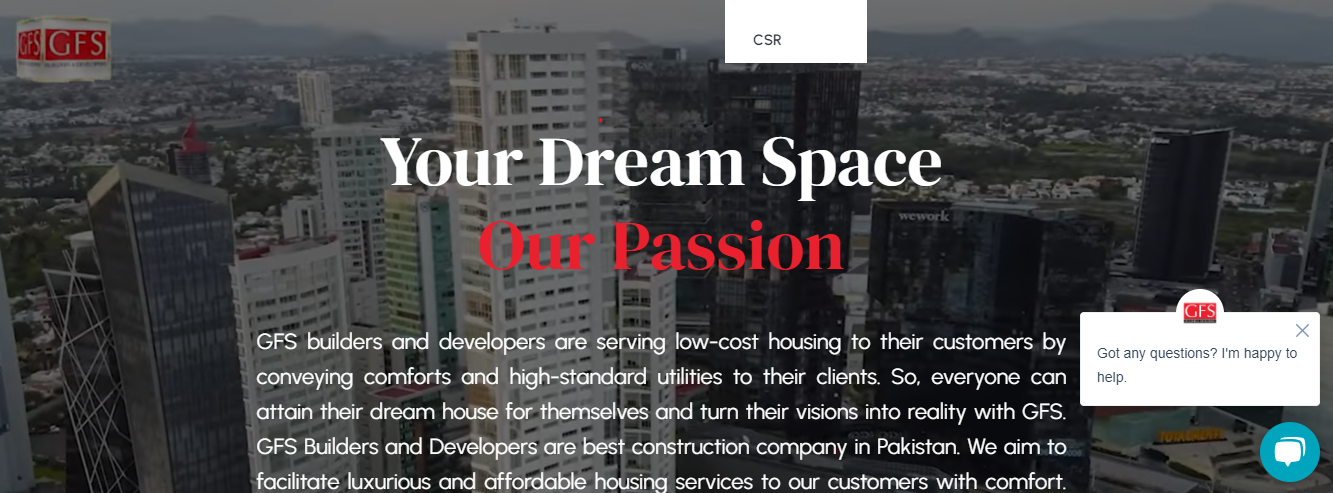 GFS GFS
CSR
Your Dream Space
Our Passion
wework
GFS
Got any questions? I'm happy to
help.
GFS builders and developers are serving low-cost housing to their customers by
conveying comforts and high-standard utilities to their clients. So, everyone can
attain their dream house for themselves and turn their visions into reality with GFS.
GFS Builders and Developers are best construction company in Pakistan. We aim to
facilitate luxurious and affordable housing services to our customers with comfort.